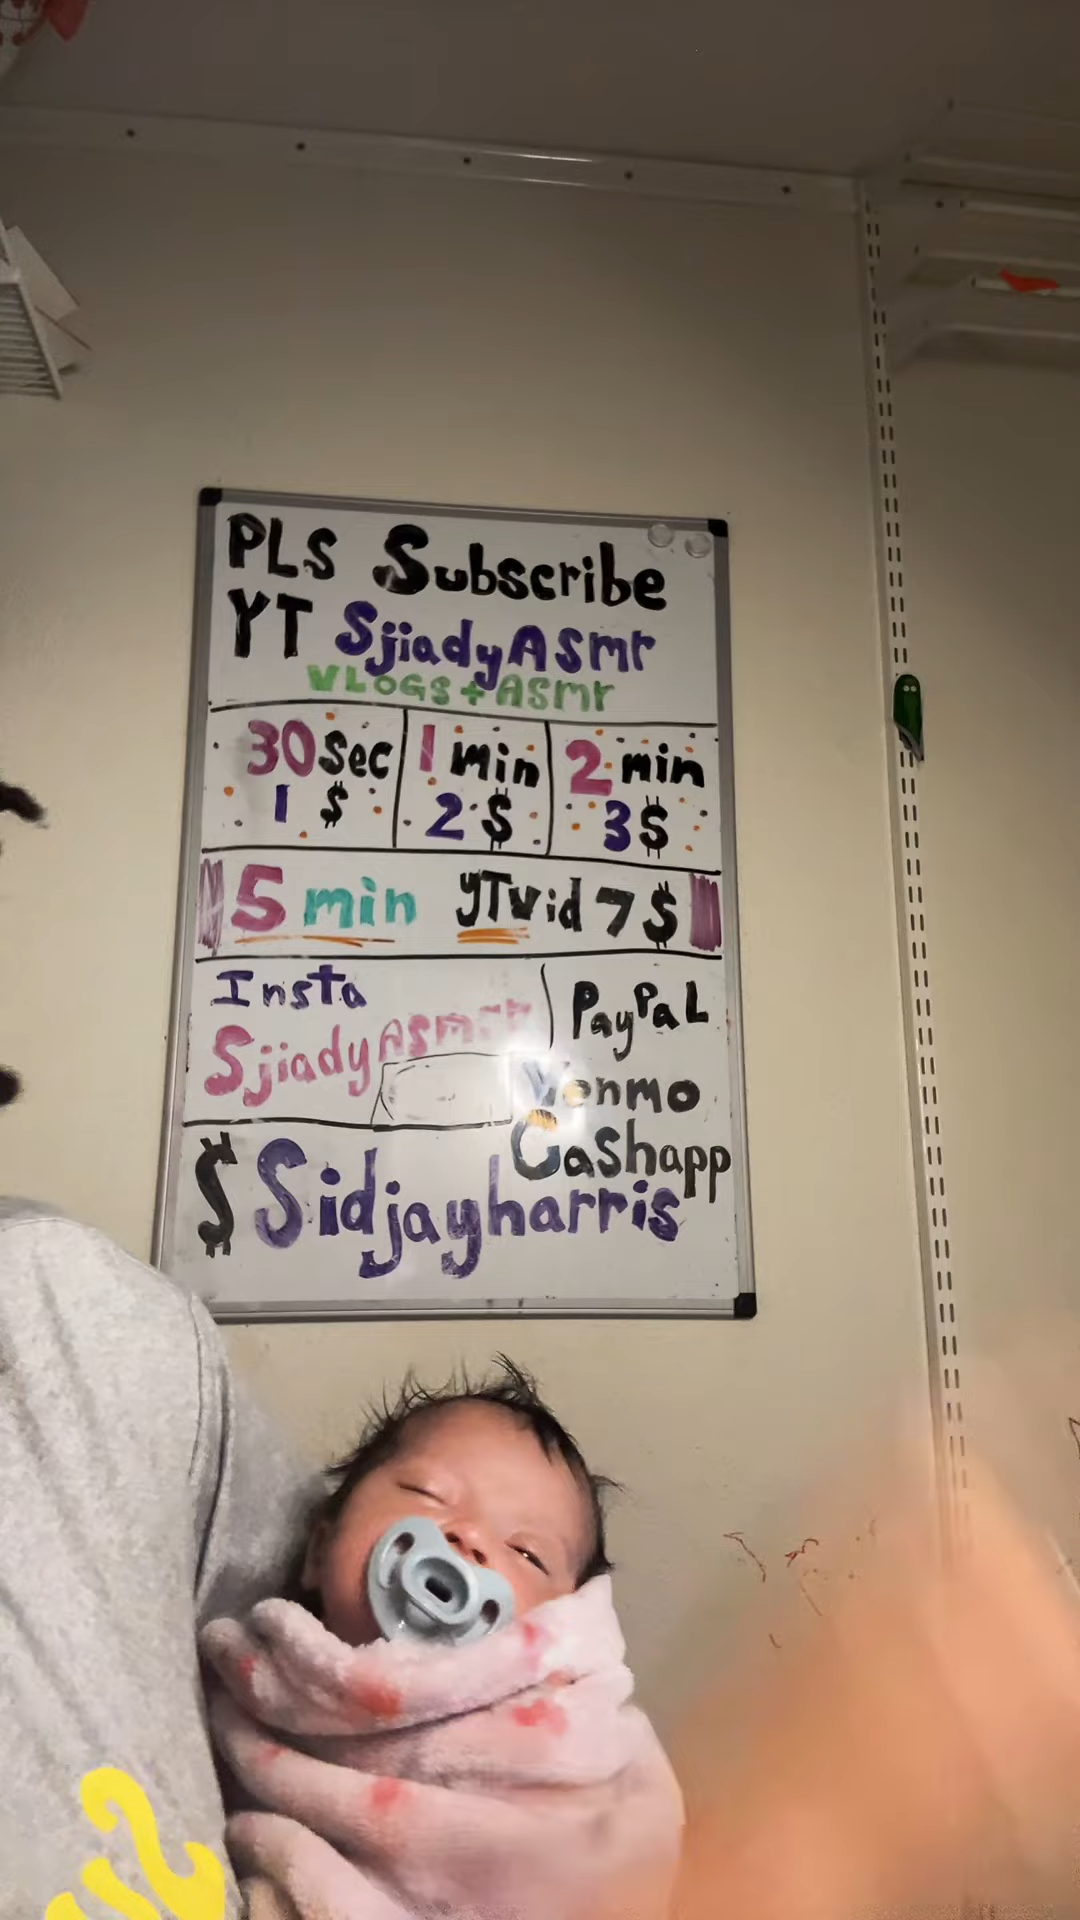 PLS Subscribe
YT SjiadyASmr
VLOGS + ASmr
30 Sec
1 $
1 min
2 $
2 min
3 $
5 min YTvid 7 $
Insta
SjiadyASmr
PayPaL
Venmo
Cashapp
$Sidjayharris